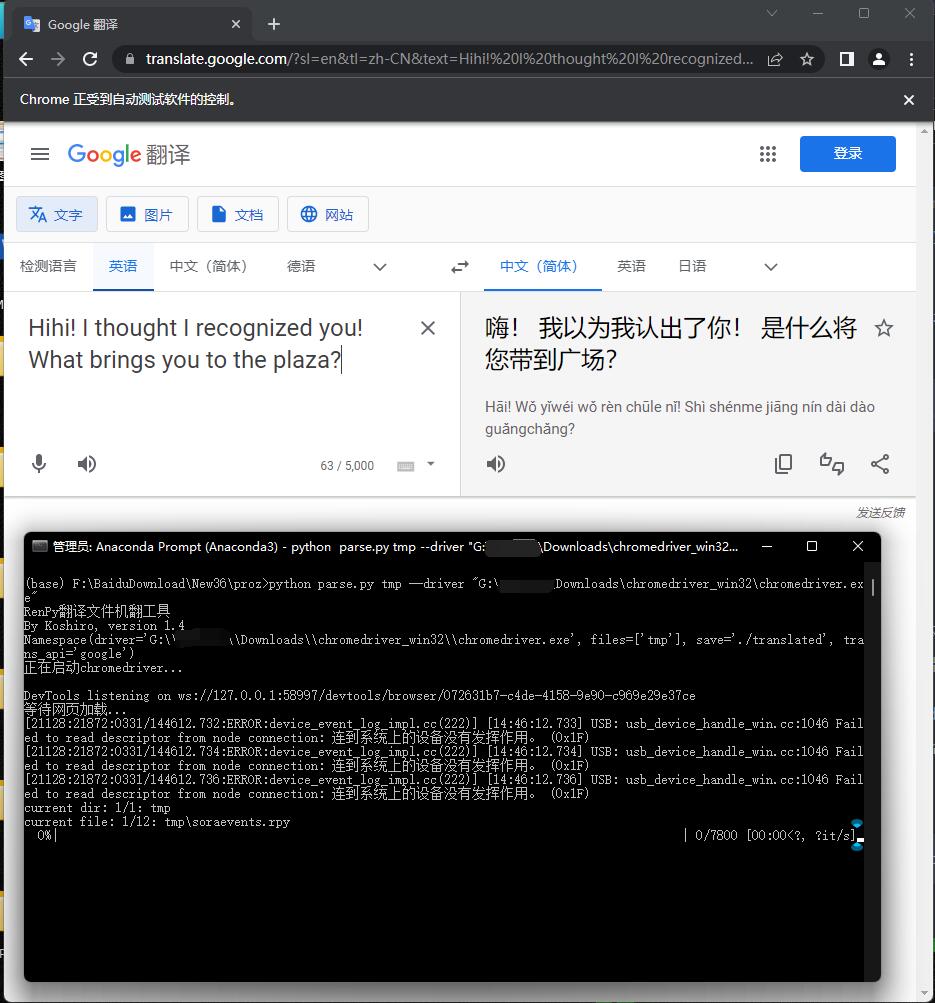 Google 翻译
translate.google.com/?sl=en&tl=zh-CN&text=Hihi!%20I%20thought%20I%20recognized...
Chrome 正受到自动测试软件的控制。
Google 翻译
登录
文字 图片 文档 网站
检测语言 英语 中文（简体） 德语 中文（简体） 英语 日语
Hihi! I thought I recognized you!
What brings you to the plaza?
嗨！ 我以为我认出了你！ 是什么将
您带到广场？
Hāi! Wǒ yǐwéi wǒ rèn chūle nǐ! Shì shénme jiāng nín dài dào
guǎngchǎng?
63 / 5,000
发送反馈
管理员: Anaconda Prompt (Anaconda3) - python  parse.py tmp --driver "G:\Downloads\chromedriver_win32...
(base) F:\BaiduDownload\New36\proz>python parse.py tmp --driver "G:\Downloads\chromedriver_win32\chromedriver.ex
e"
RenPy翻译文件机翻工具
By Koshiro, version 1.4
Namespace(driver='G:\\\\Downloads\\chromedriver_win32\\chromedriver.exe', files=['tmp'], save='./translated', tra
ns_api='google')
正在启动chromedriver...
DevTools listening on ws://127.0.0.1:58997/devtools/browser/072631b7-c4de-4158-9e90-c969e29e37ce
等待网页加载...
[21128:21872:0331/144612.732:ERROR:device_event_log_impl.cc(222)] [14:46:12.733] USB: usb_device_handle_win.cc:1046 Fail
ed to read descriptor from node connection: 连到系统上的设备没有发挥作用。 (0x1F)
[21128:21872:0331/144612.734:ERROR:device_event_log_impl.cc(222)] [14:46:12.734] USB: usb_device_handle_win.cc:1046 Fail
ed to read descriptor from node connection: 连到系统上的设备没有发挥作用。 (0x1F)
[21128:21872:0331/144612.736:ERROR:device_event_log_impl.cc(222)] [14:46:12.736] USB: usb_device_handle_win.cc:1046 Fail
ed to read descriptor from node connection: 连到系统上的设备没有发挥作用。 (0x1F)
current dir: 1/1: tmp
current file: 1/12: tmp\soraevents.rpy
0%| | 0/7800 [00:00<?, ?it/s]